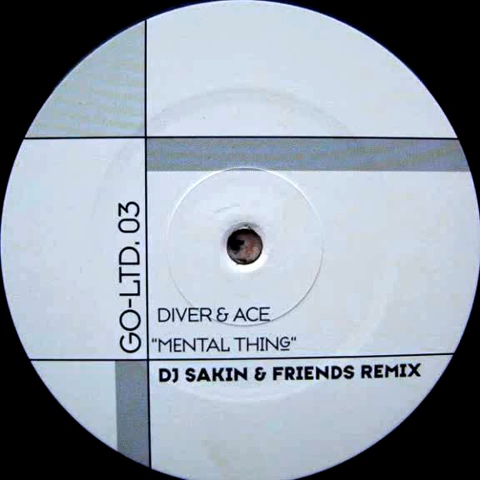 GO-LTD. 03
DIVER & ACE
"MENTAL THING"
DJ SAKIN & FRIENDS REMIX